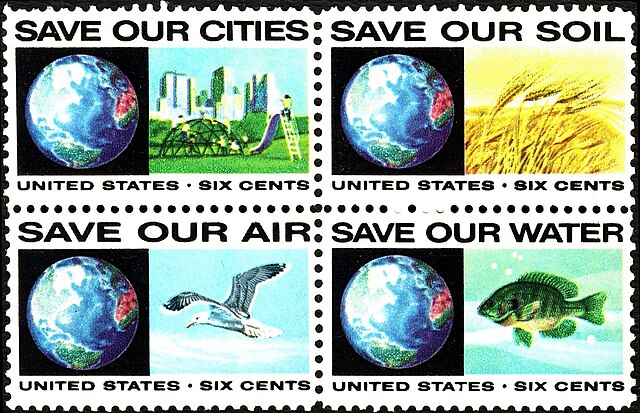 SAVE OUR CITIES
UNITED STATES · SIX CENTS
SAVE OUR SOIL
UNITED STATES · SIX CENTS
SAVE OUR AIR
UNITED STATES · SIX CENTS
SAVE OUR WATER
UNITED STATES · SIX CENTS